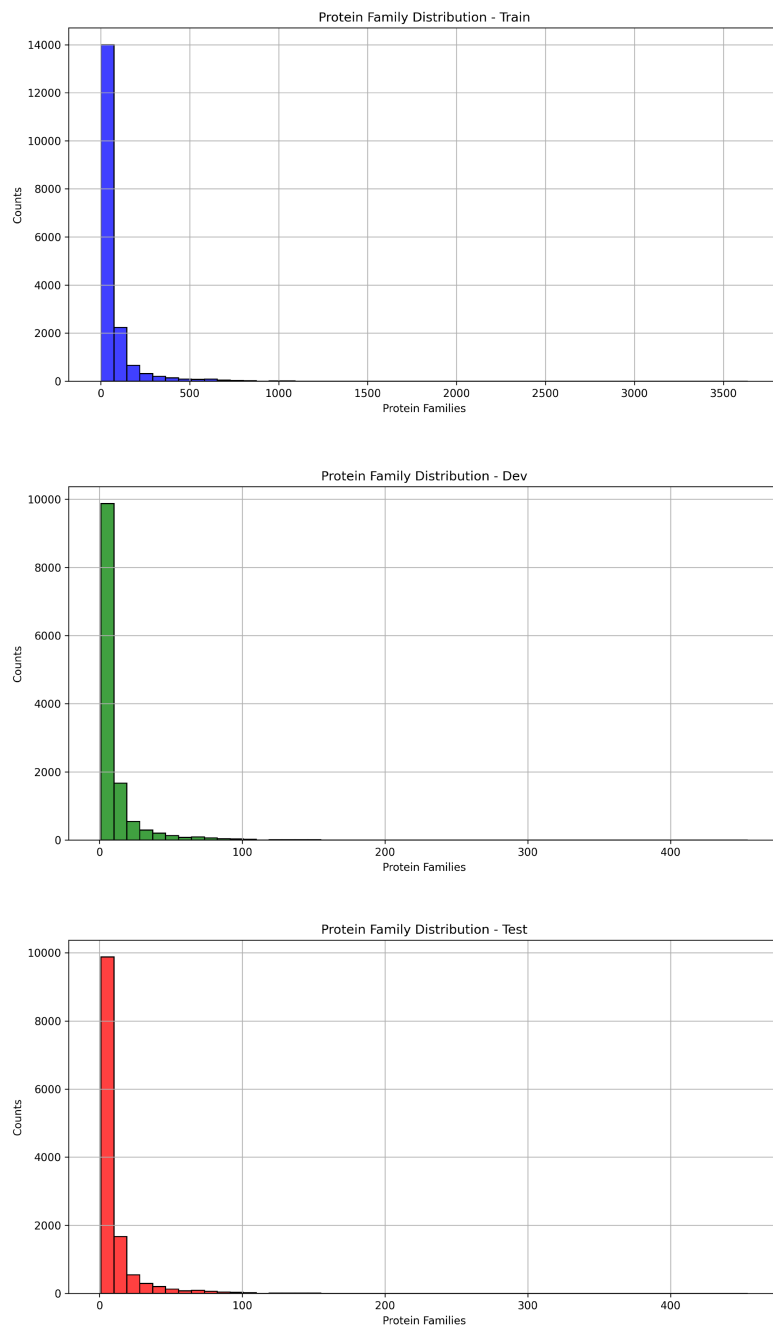 Protein Family Distribution - Train
14000
12000
10000
8000
6000
4000
2000
0
Counts
0 500 1000 1500 2000 2500 3000 3500
Protein Families
Protein Family Distribution - Dev
10000
8000
6000
4000
2000
0
Counts
0 100 200 300 400
Protein Families
Protein Family Distribution - Test
10000
8000
6000
4000
2000
0
Counts
0 100 200 300 400
Protein Families